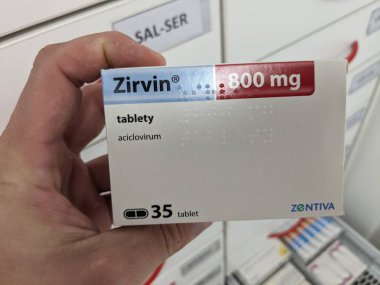 SAL-SER
Zirvin® 800 mg
tablety
aciclovirum
35 tablet
ZENTIVA